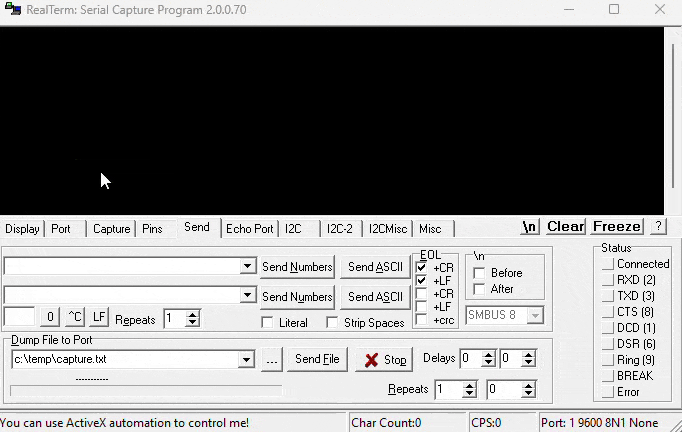 RealTerm: Serial Capture Program 2.0.0.70
Display Port Capture Pins Send Echo Port I2C I2C-2 I2CMisc Misc \n Clear Freeze ?
EOL \n Status
Send Numbers Send ASCII +CR Before Connected
+LF After RXD (2)
Send Numbers Send ASCII +CR TXD (3)
+LF SMBUS 8 CTS (8)
0 ^C LF Repeats 1 Literal Strip Spaces +crc DCD (1)
Dump File to Port DSR (6)
c:\temp\capture.txt ... Send File Stop Delays 0 0 Ring (9)
----------- BREAK
Repeats 1 0 Error
You can use ActiveX automation to control me! Char Count:0 CPS:0 Port: 1 9600 8N1 None